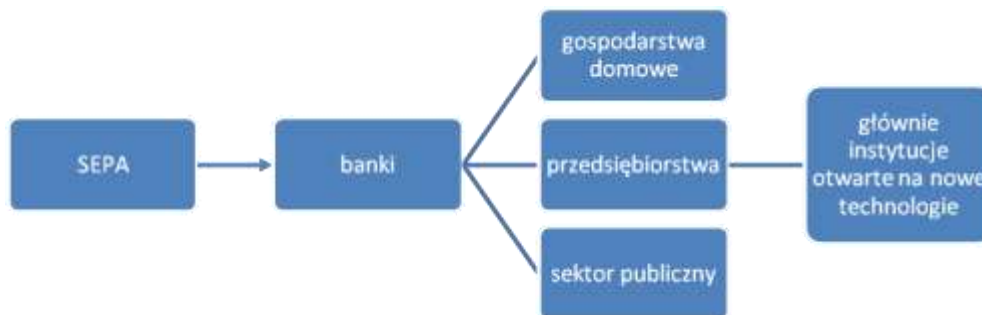 SEPA
banki
gospodarstwa
domowe
przedsiębiorstwa
sektor publiczny
głównie
instytucje
otwarte na nowe
technologie